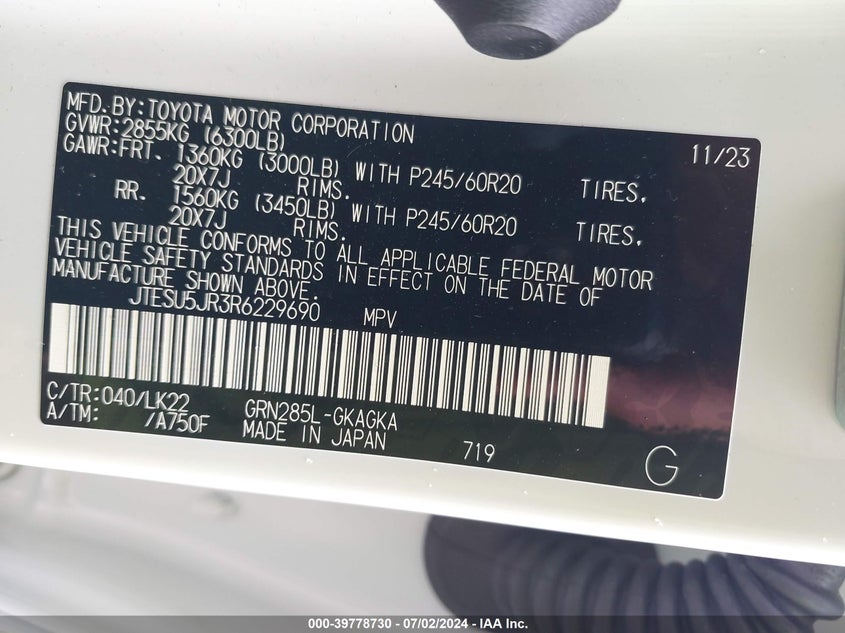 MFD. BY: TOYOTA MOTOR CORPORATION 11/23
GVWR: 2855KG (6300LB)
GAWR: FRT. 1360KG (3000LB) WITH P245/60R20 TIRES,
20X7J RIMS.
RR. 1560KG (3450LB) WITH P245/60R20 TIRES,
20X7J RIMS.
THIS VEHICLE CONFORMS TO ALL APPLICABLE FEDERAL MOTOR
VEHICLE SAFETY STANDARDS IN EFFECT ON THE DATE OF
MANUFACTURE SHOWN ABOVE.
JTESU5JR3R6229690 MPV
C/TR: 040/LK22 GRN285L-GKAGKA
A/TM: /A750F MADE IN JAPAN 719 G
000-39778730 - 07/02/2024 - IAA Inc.